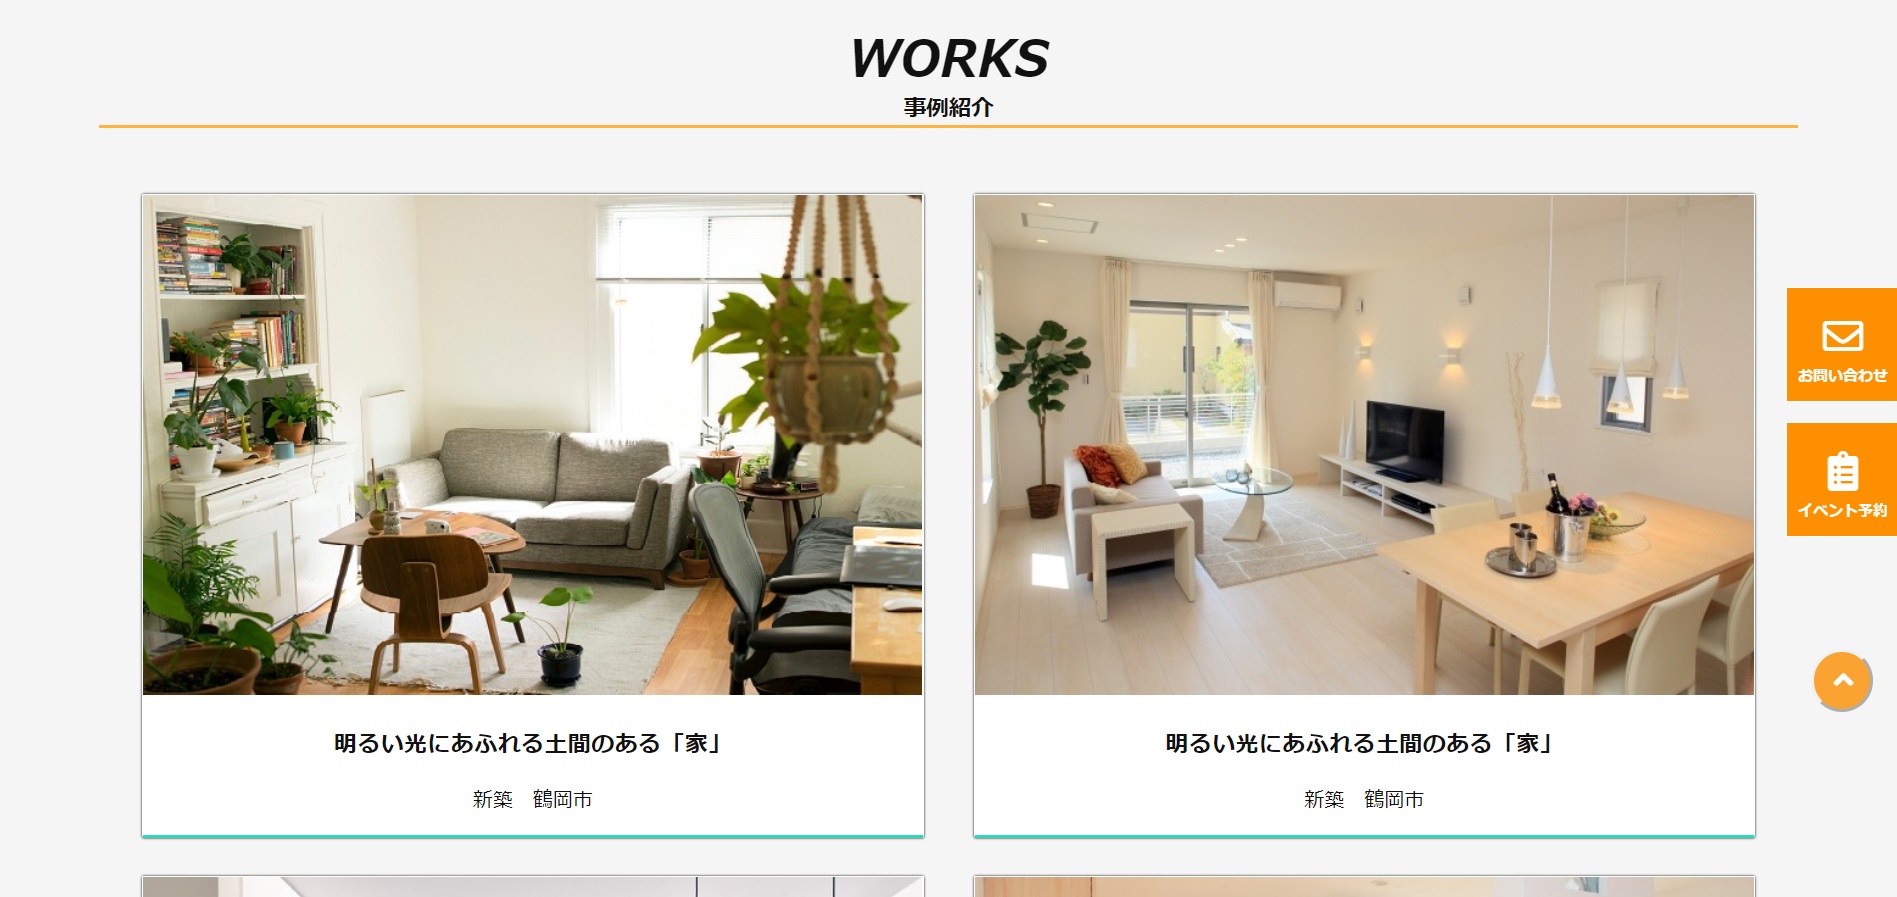 WORKS
事例紹介
明るい光にあふれる土間のある「家」
新築　鶴岡市
明るい光にあふれる土間のある「家」
新築　鶴岡市
お問い合わせ
イベント予約